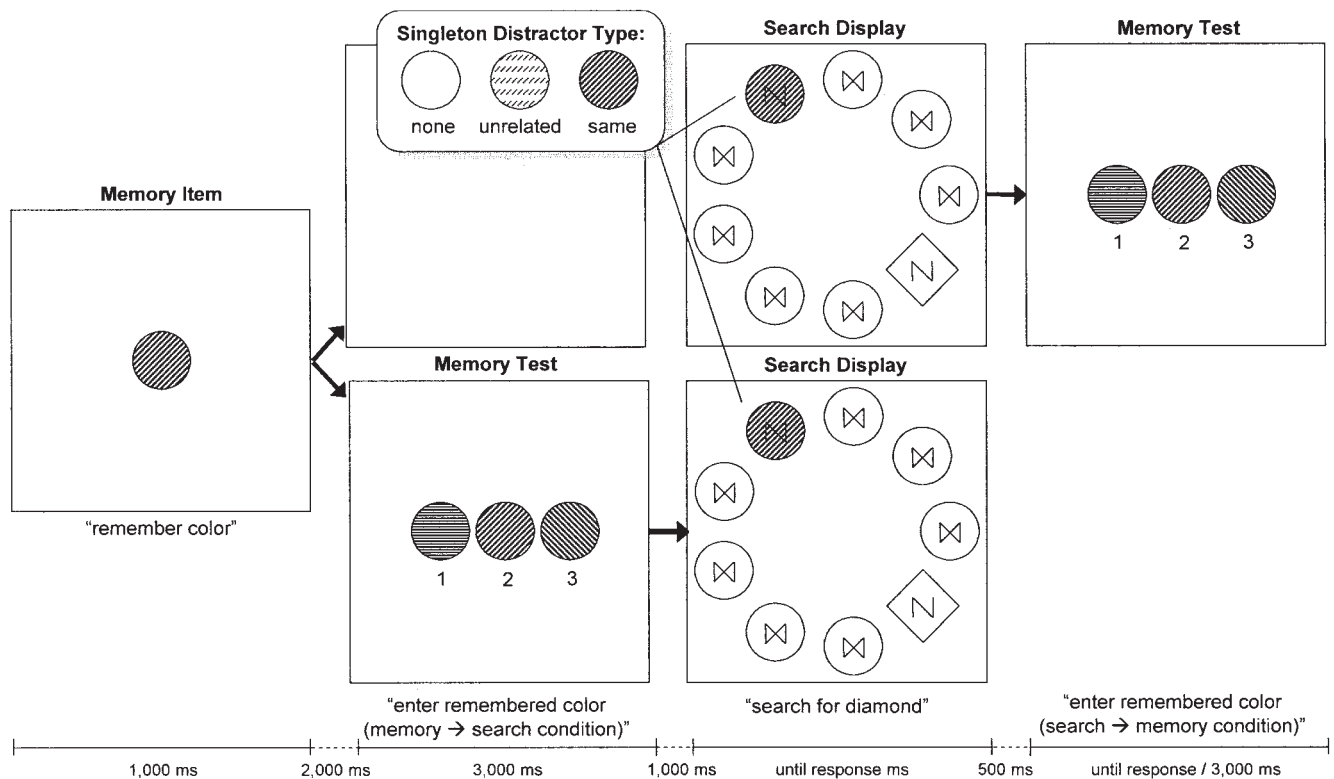 Singleton Distractor Type:
none unrelated same
Search Display
Memory Test
Memory Item
1 2 3
Memory Test
Search Display
"remember color"
1 2 3
"enter remembered color
(memory → search condition)"
"search for diamond"
"enter remembered color
(search → memory condition)"
1,000 ms 2,000 ms 3,000 ms 1,000 ms until response ms 500 ms until response / 3,000 ms